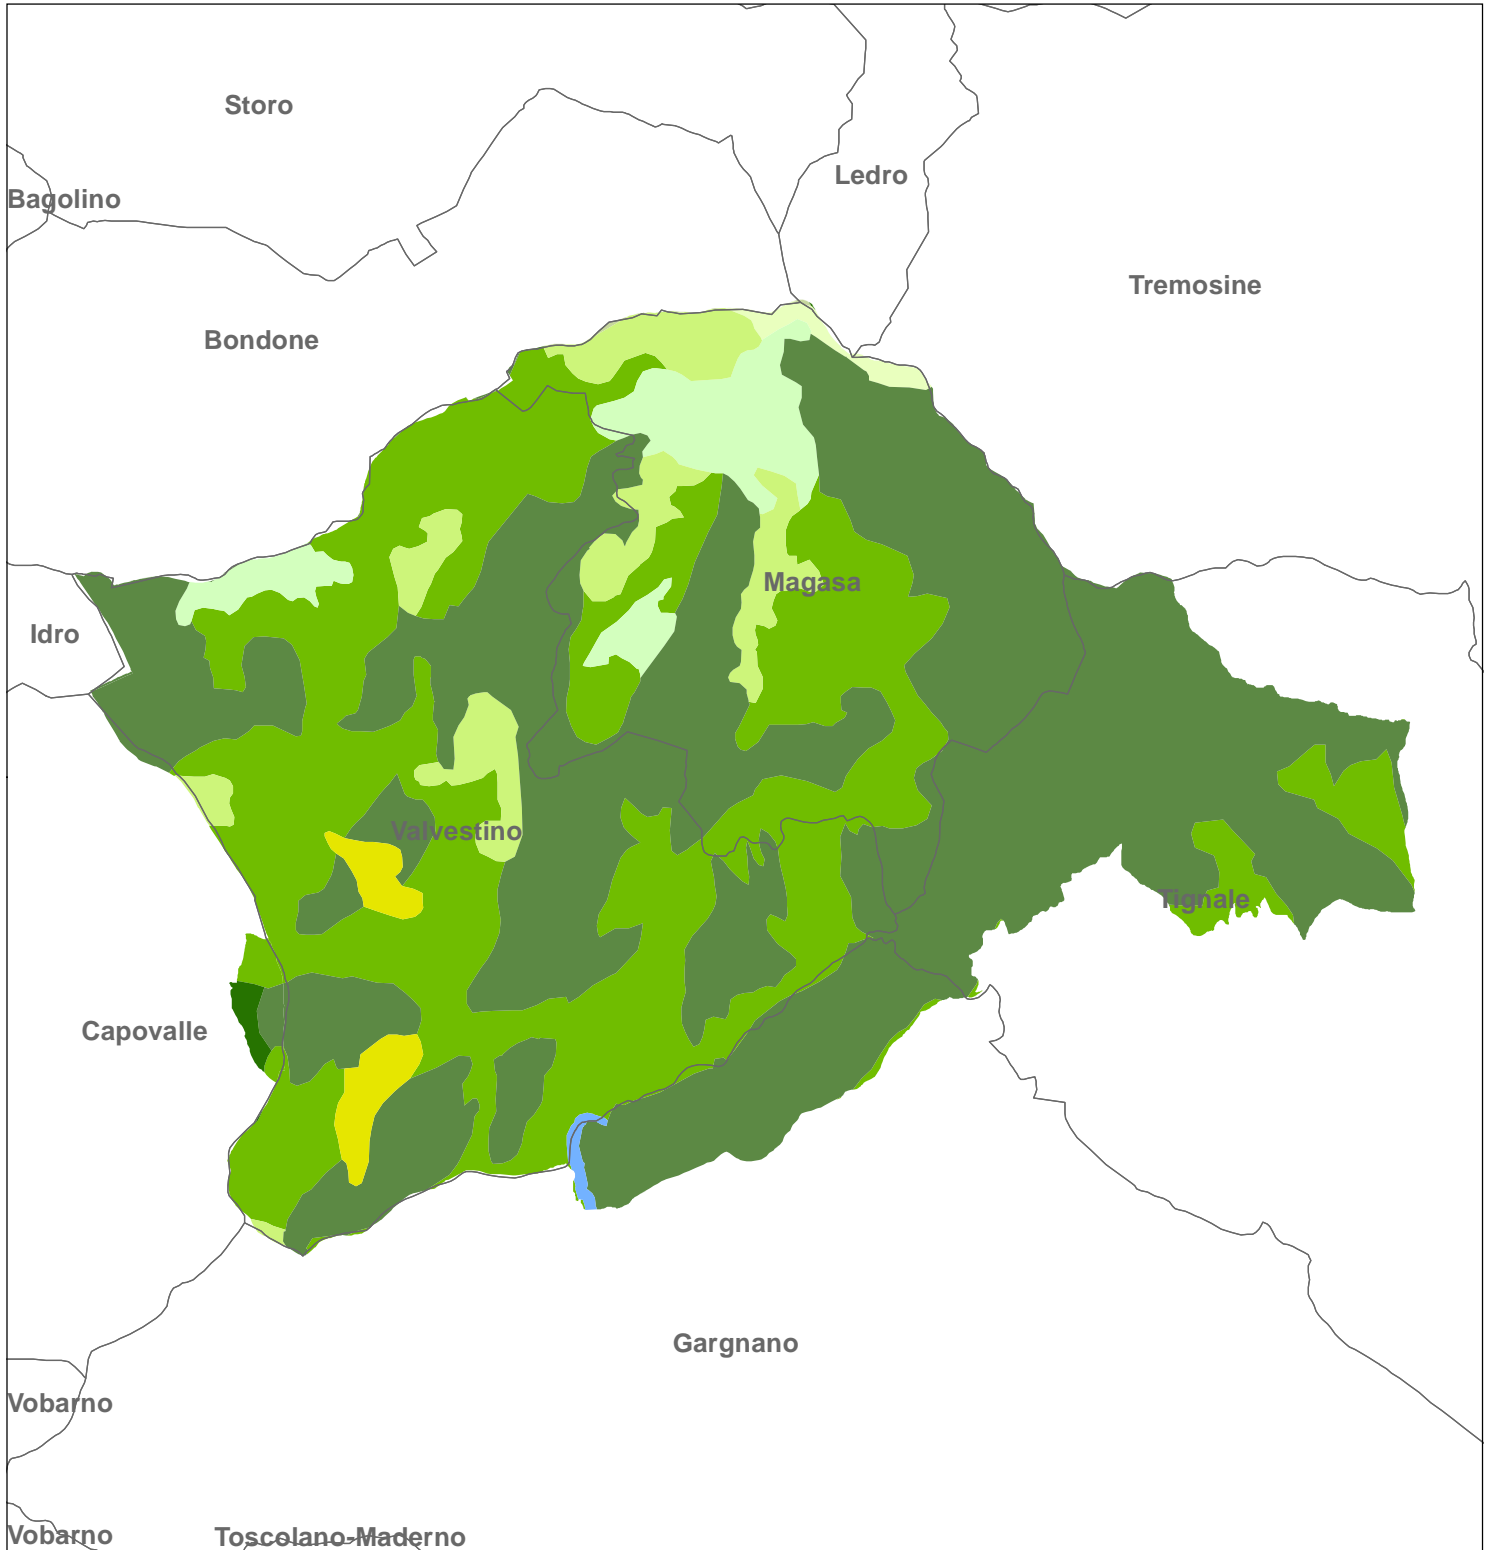 Storo
Ledro
Bagolino
Tremosine
Bondone
Magasa
Idro
Valvestino
Tignale
Capovalle
Gargnano
Vobarno
Vobarno
Toscolano-Maderno